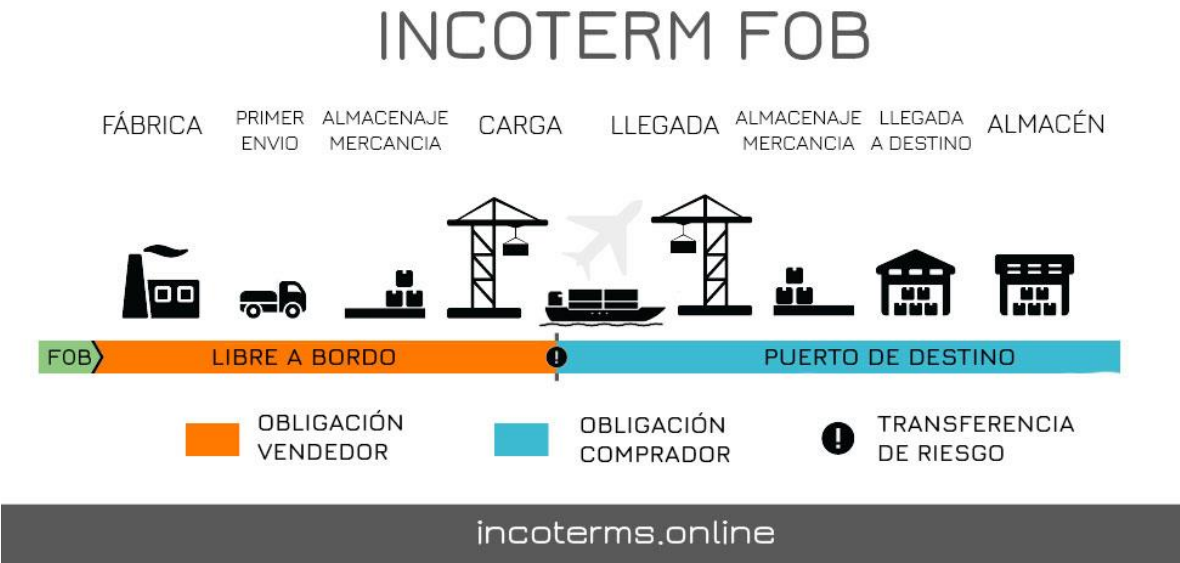 INCOTERM FOB
FÁBRICA
PRIMER
ENVIO
ALMACENAJE
MERCANCIA
CARGA
LLEGADA
ALMACENAJE
MERCANCIA
LLEGADA
A DESTINO
ALMACÉN
FOB
LIBRE A BORDO
PUERTO DE DESTINO
OBLIGACIÓN
VENDEDOR
OBLIGACIÓN
COMPRADOR
TRANSFERENCIA
DE RIESGO
incoterms.online